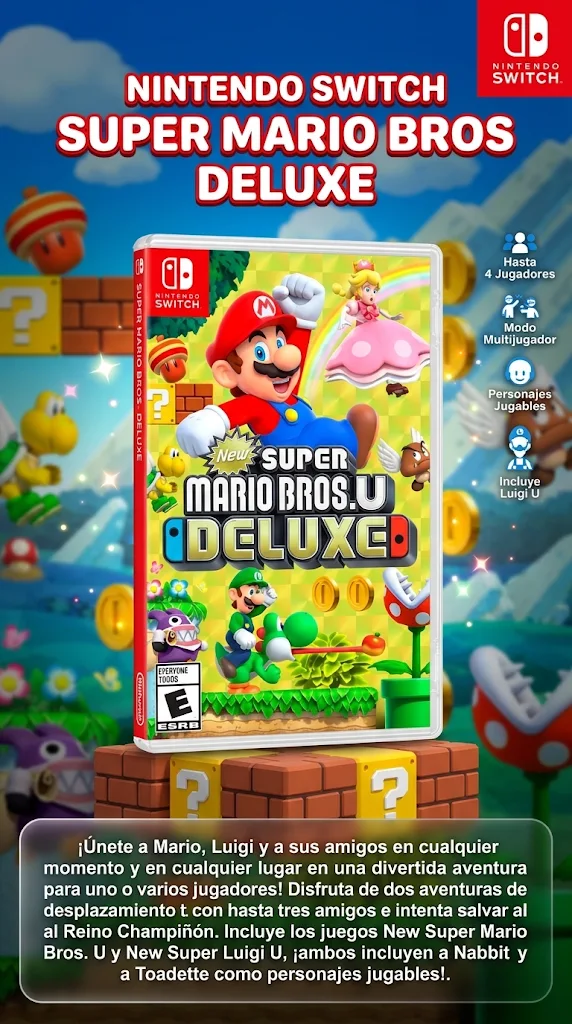 NINTENDO
SWITCH
NINTENDO SWITCH
SUPER MARIO BROS
DELUXE
Hasta
4 Jugadores
Modo
Multijugador
Personajes
Jugables
Incluye
Luigi U
SUPER MARIO BROS. DELUXE
Nintendo
NINTENDO
SWITCH
M
New
SUPER
MARIO BROS.U
DELUXE
EYERYONE
TOODS
E
ESRB
¡Únete a Mario, Luigi y a sus amigos en cualquier
momento y en cualquier lugar en una divertida aventura
para uno o varios jugadores! Disfruta de dos aventuras de
desplazamiento t. con hasta tres amigos e intenta salvar al
al Reino Champiñón. Incluye los juegos New Super Mario
Bros. U y New Super Luigi U, ¡ambos incluyen a Nabbit y
a Toadette como personajes jugables!.